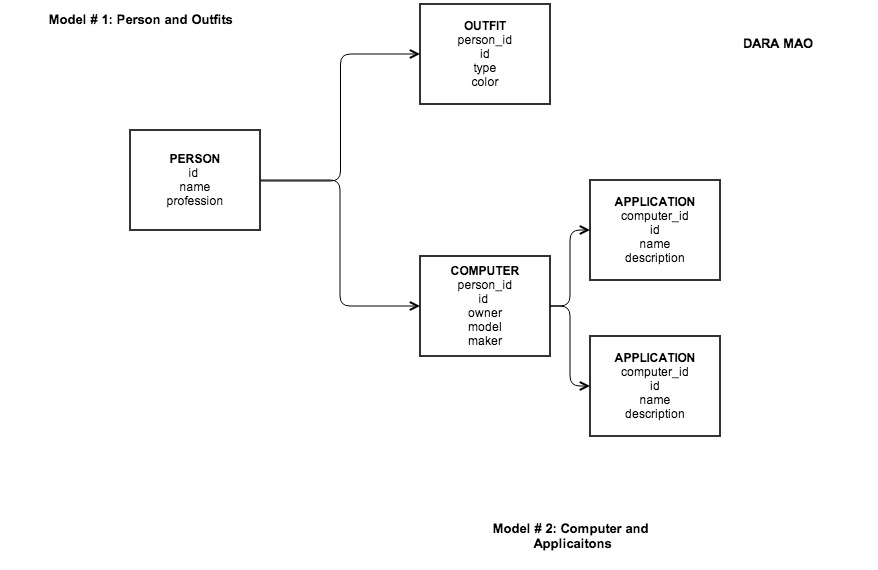 Model # 1: Person and Outfits
DARA MAO
OUTFIT
person_id
id
type
color
PERSON
id
name
profession
COMPUTER
person_id
id
owner
model
maker
APPLICATION
computer_id
id
name
description
APPLICATION
computer_id
id
name
description
Model # 2: Computer and
Applicaitons